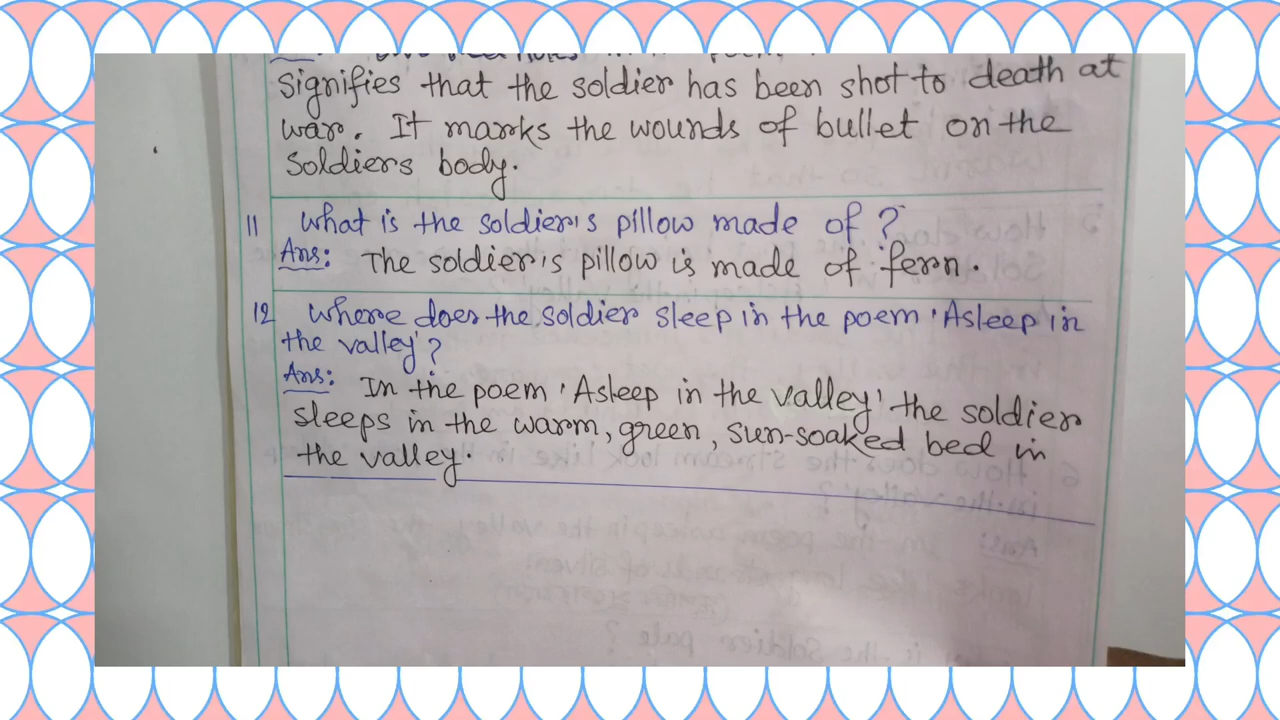 signifies that the soldier has been shot to death at
war. It marks the wounds of bullet on the
soldiers body.
11 What is the soldier's pillow made of ?
Ans: The soldier's pillow is made of fern.
12 Where does the soldier sleep in the poem 'Asleep in
the valley'?
Ans: In the poem 'Asleep in the valley' the soldier
sleeps in the warm, green, sun-soaked bed in
the valley.